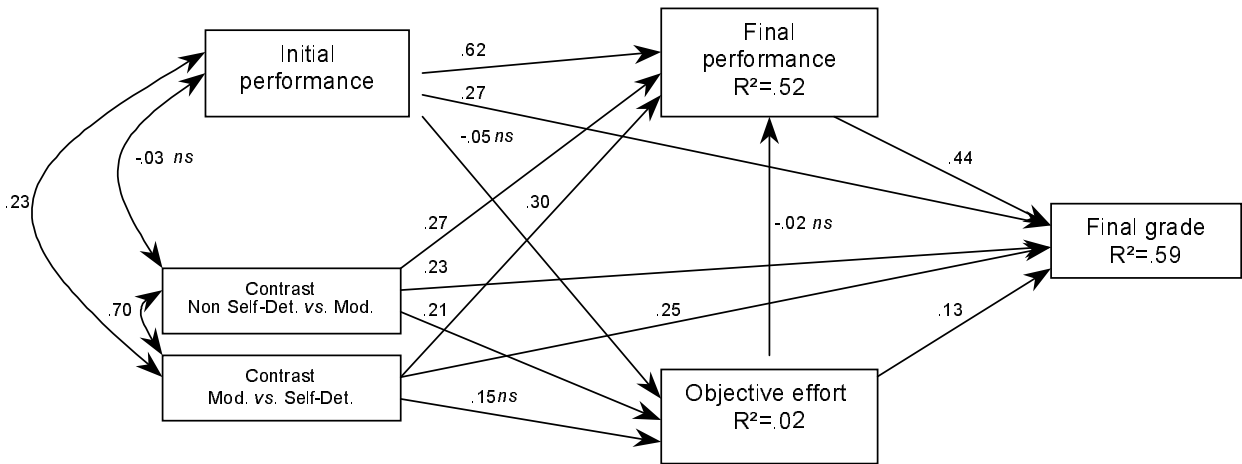 Initial
performance
Final
performance
R²=.52
.62
.27
-.05 ns
-.03 ns
.44
.23
.30
-.02 ns
Final grade
R²=.59
.27
.23
Contrast
Non Self-Det. vs. Mod.
.70
.21
.25
.13
Contrast
Mod. vs. Self-Det.
.15 ns
Objective effort
R²=.02